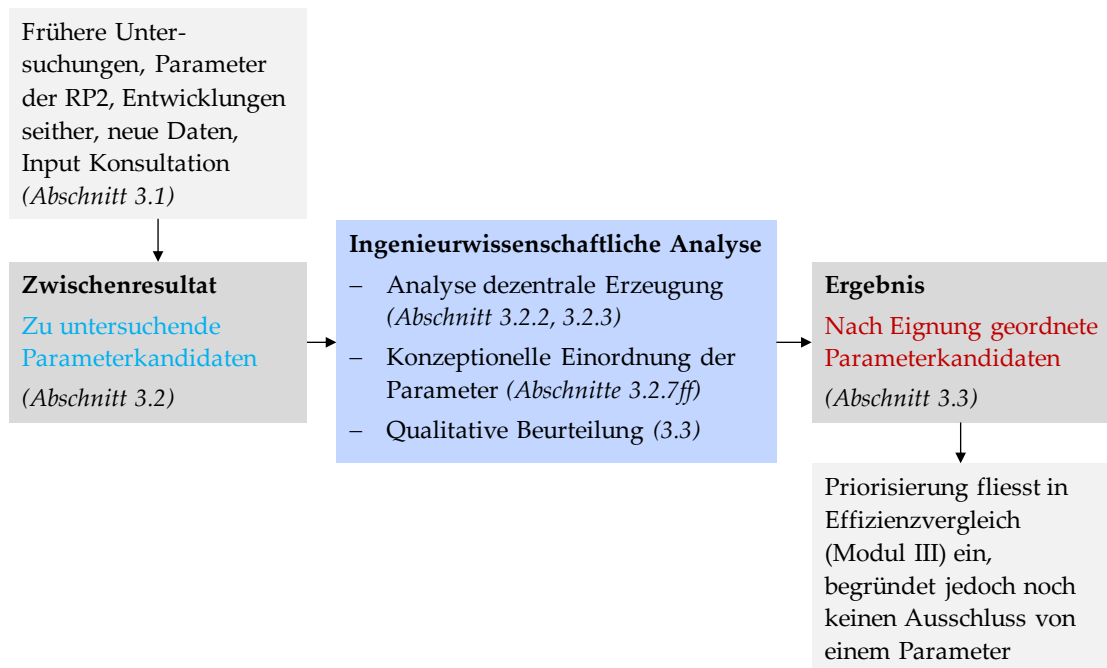 Frühere Unter-
suchungen, Parameter
der RP2, Entwicklungen
seither, neue Daten,
Input Konsultation
(Abschnitt 3.1)
Zwischenresultat
Zu untersuchende
Parameterkandidaten
(Abschnitt 3.2)
Ingenieurwissenschaftliche Analyse
– Analyse dezentrale Erzeugung
(Abschnitt 3.2.2, 3.2.3)
– Konzeptionelle Einordnung der
Parameter (Abschnitte 3.2.7ff)
– Qualitative Beurteilung (3.3)
Ergebnis
Nach Eignung geordnete
Parameterkandidaten
(Abschnitt 3.3)
Priorisierung fliesst in
Effizienzvergleich
(Modul III) ein,
begründet jedoch noch
keinen Ausschluss von
einem Parameter